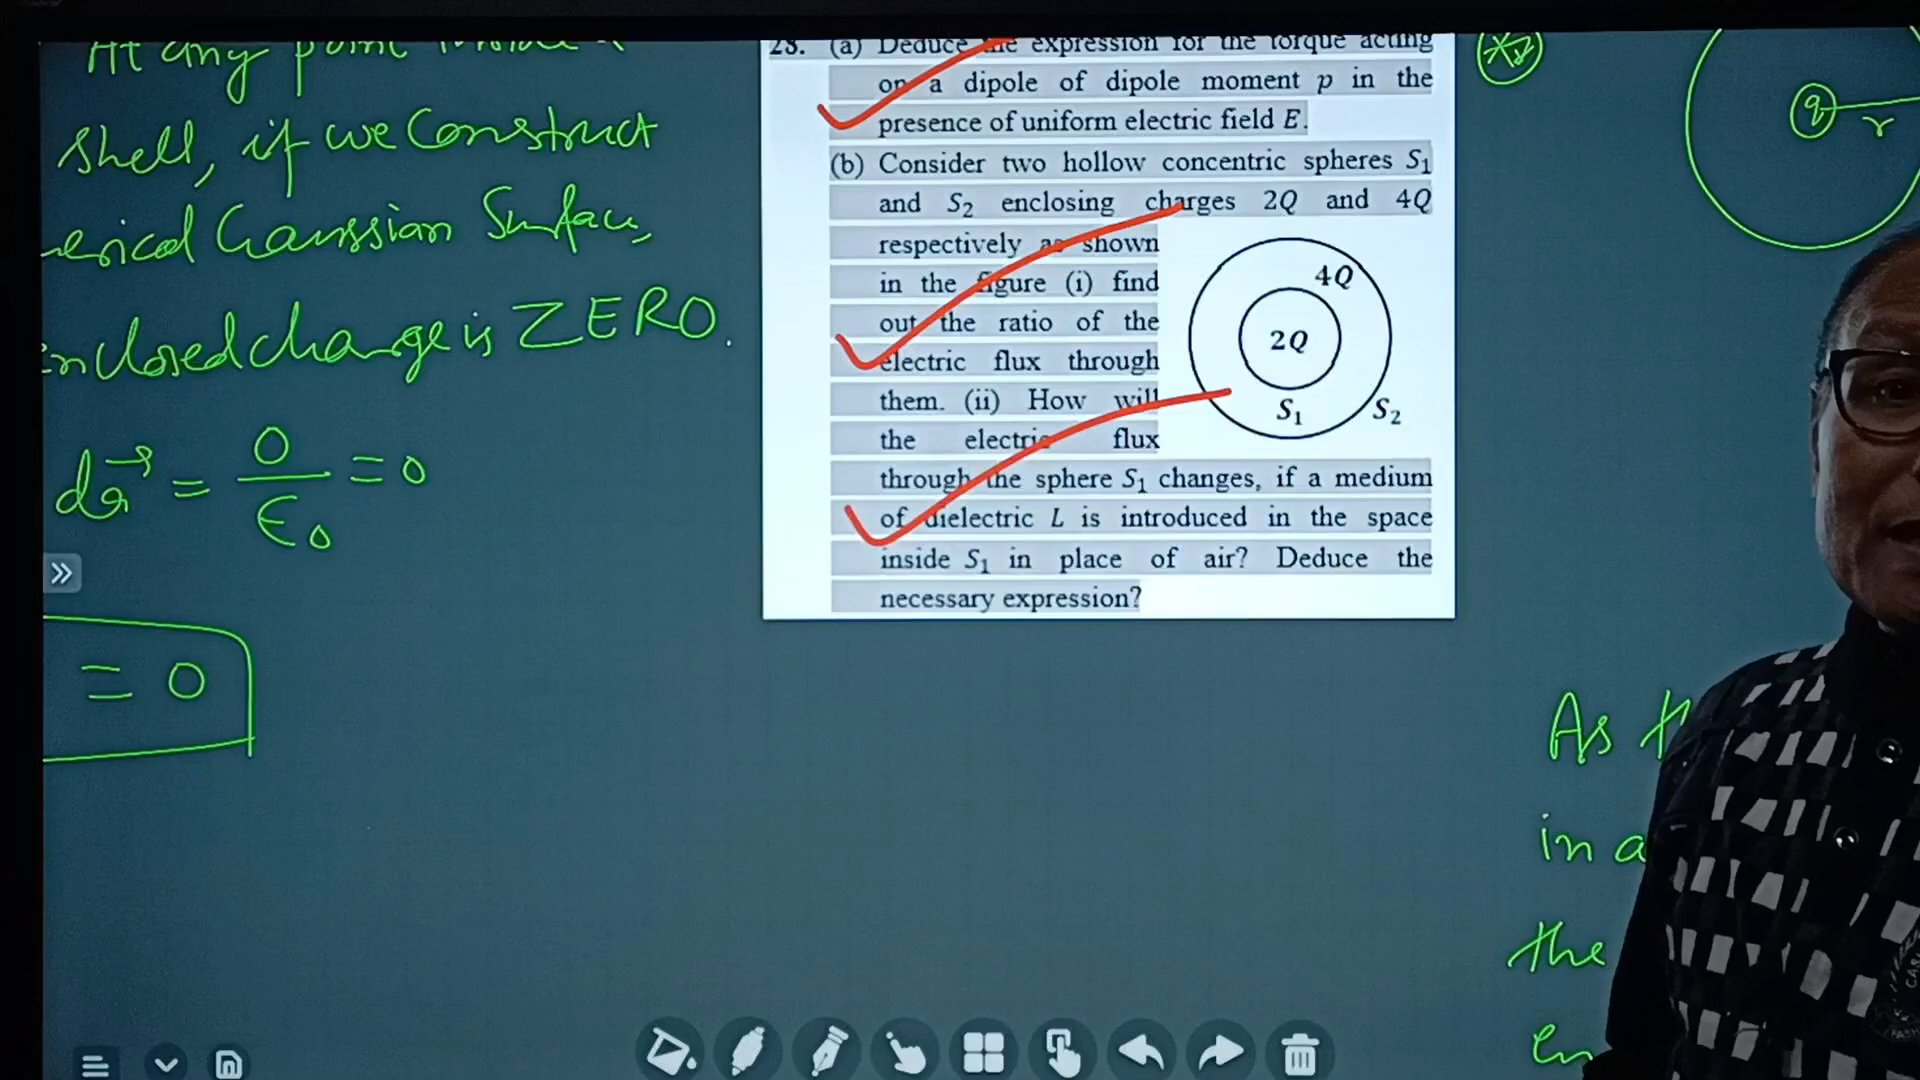 At any point inside a
shell, if we Construct
herical Gaussian Surface,
enclosed charge is ZERO.
ds = 0/ε0 = 0
= 0
28. (a) Deduce the expression for the torque acting
on a dipole of dipole moment p in the
presence of uniform electric field E.
(b) Consider two hollow concentric spheres S1
and S2 enclosing charges 2Q and 4Q
respectively as shown
in the figure (i) find
out the ratio of the
electric flux through
them. (ii) How will
the electric flux
through the sphere S1 changes, if a medium
of dielectric L is introduced in the space
inside S1 in place of air? Deduce the
necessary expression?
4Q
2Q
S1
S2
q
r
As
in a
the
en